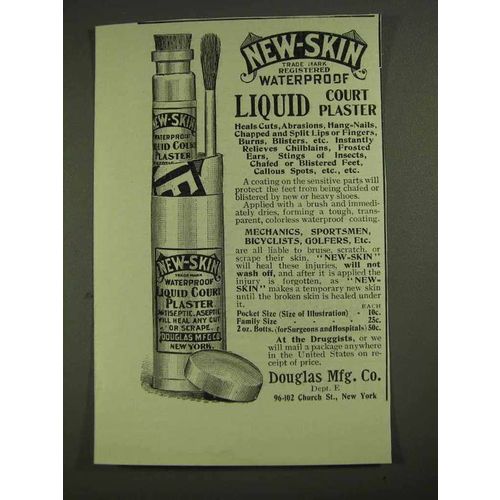 NEW-SKIN
TRADE MARK
REGISTERED
WATERPROOF
LIQUID COURT PLASTER
Heals Cuts, Abrasions, Hang-Nails,
Chapped and Split Lips or Fingers,
Burns, Blisters, etc. Instantly
Relieves Chilblains, Frosted
Ears, Stings of Insects,
Chafed or Blistered Feet,
Callous Spots, etc., etc.
A coating on the sensitive parts will
protect the feet from being chafed or
blistered by new or heavy shoes.
Applied with a brush and immedi-
ately dries, forming a tough, trans-
parent, colorless waterproof coating.
MECHANICS, SPORTSMEN,
BICYCLISTS, GOLFERS, Etc.
are all liable to bruise, scratch, or
scrape their skin. "NEW-SKIN"
will heal these injuries, will not
wash off, and after it is applied the
injury is forgotten, as "NEW-
SKIN" makes a temporary new skin
until the broken skin is healed under
it.
EACH
Pocket Size (Size of Illustration) - 10c.
Family Size - 25c.
2 oz. Botts. (for Surgeons and Hospitals) 50c.
At the Druggists, or we
will mail a package anywhere
in the United States on re-
ceipt of price.
Douglas Mfg. Co.
Dept. E
96-102 Church St., New York
NEW-SKIN
WATERPROOF
LIQUID COURT
PLASTER
NEW-SKIN
TRADE MARK
WATERPROOF
LIQUID COURT
PLASTER
ANTISEPTIC. ASEPTIC
WILL HEAL ANY CUT
OR SCRAPE.
DOUGLAS MFG. CO.
NEW YORK.